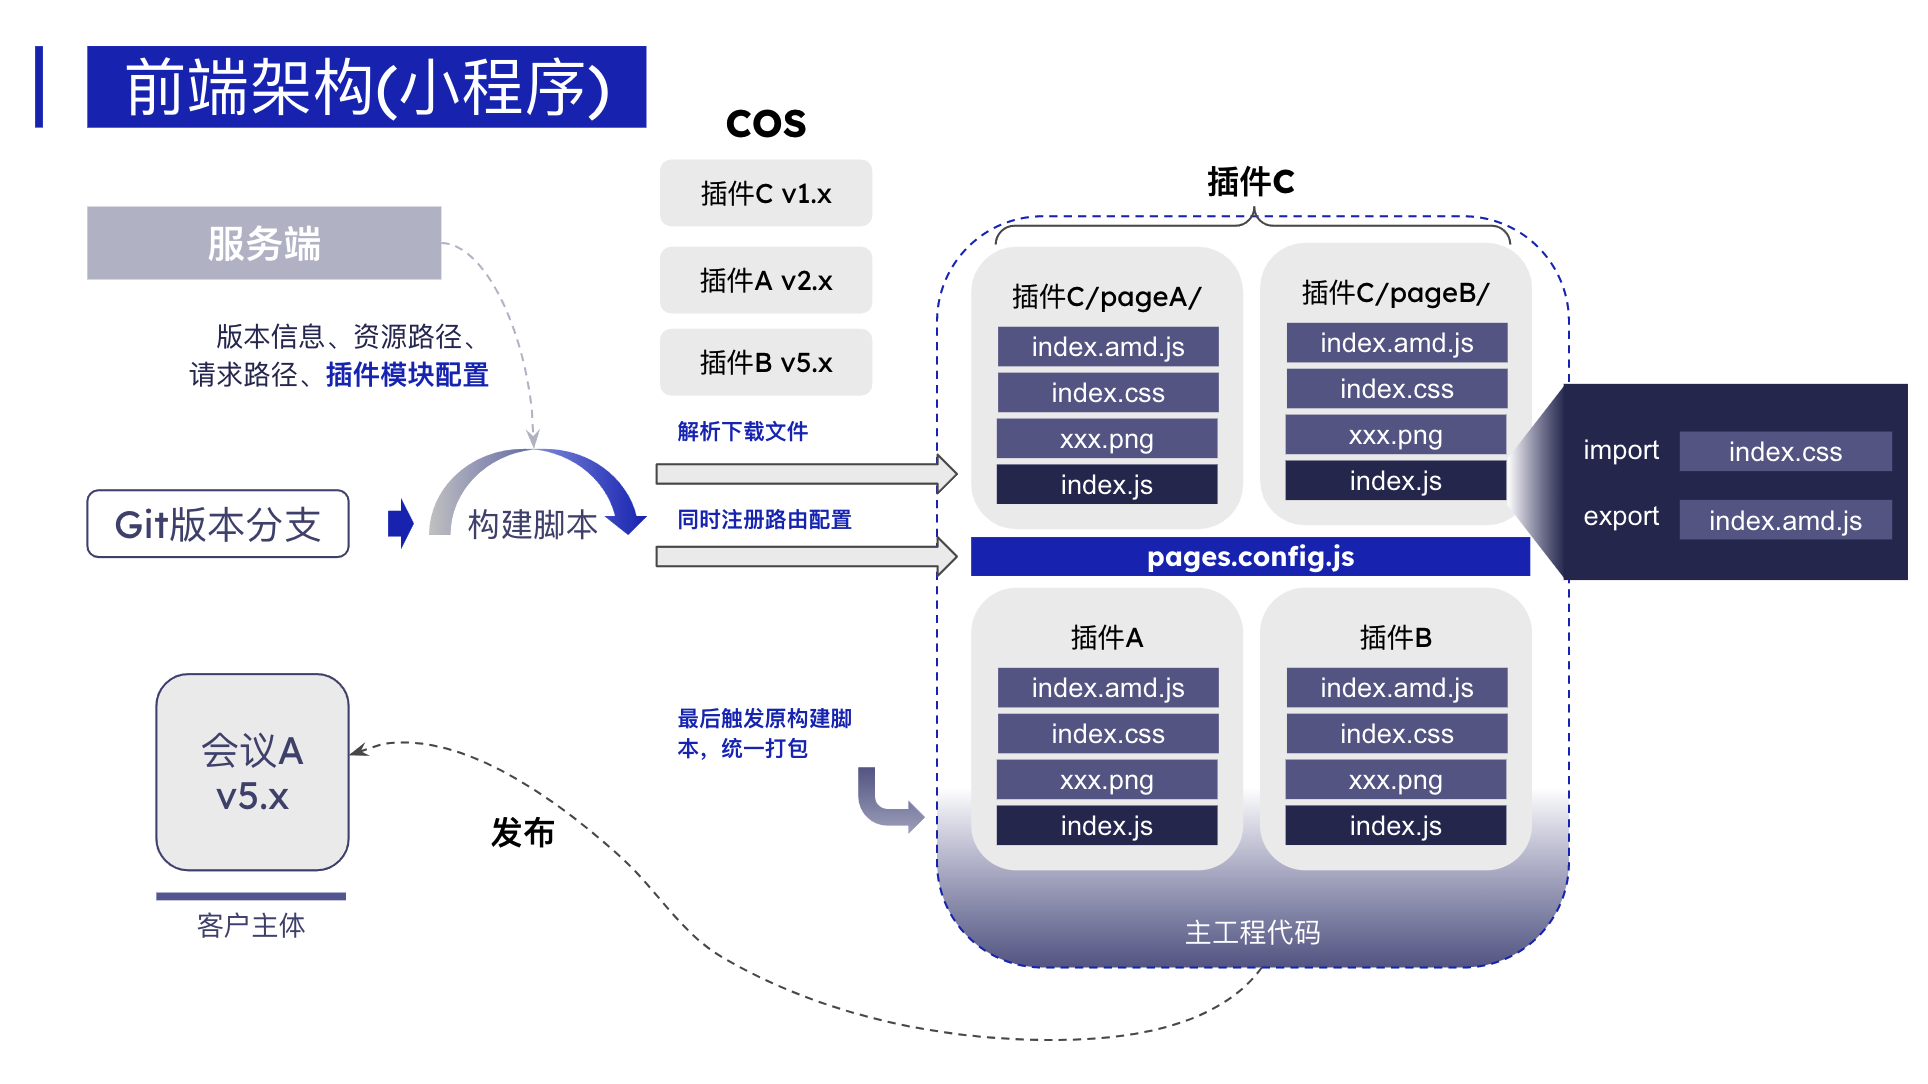 前端架构(小程序)
COS
插件C v1.x
插件A v2.x
插件B v5.x
服务端
版本信息、资源路径、
请求路径、插件模块配置
Git版本分支
构建脚本
解析下载文件
同时注册路由配置
最后触发原构建脚
本，统一打包
插件C
插件C/pageA/
index.amd.js
index.css
xxx.png
index.js
插件C/pageB/
index.amd.js
index.css
xxx.png
index.js
pages.config.js
插件A
index.amd.js
index.css
xxx.png
index.js
插件B
index.amd.js
index.css
xxx.png
index.js
主工程代码
import index.css
export index.amd.js
会议A
v5.x
客户主体
发布